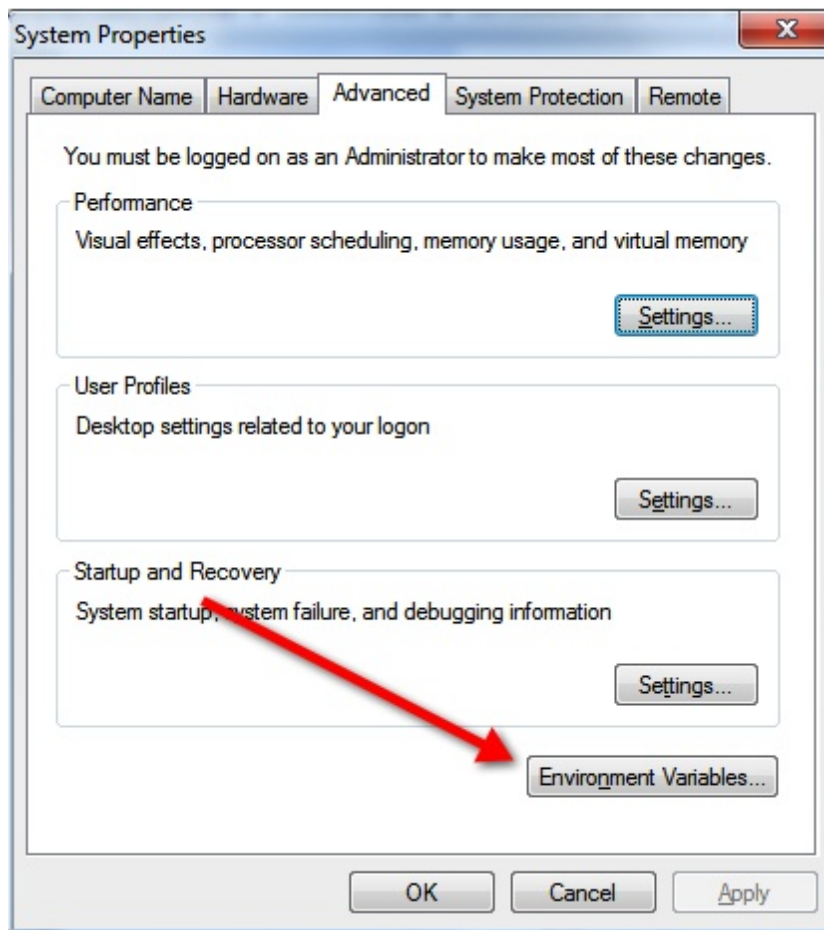 System Properties
Computer Name Hardware Advanced System Protection Remote
You must be logged on as an Administrator to make most of these changes.
Performance
Visual effects, processor scheduling, memory usage, and virtual memory
Settings...
User Profiles
Desktop settings related to your logon
Settings...
Startup and Recovery
System startup, system failure, and debugging information
Settings...
Environment Variables...
OK Cancel Apply